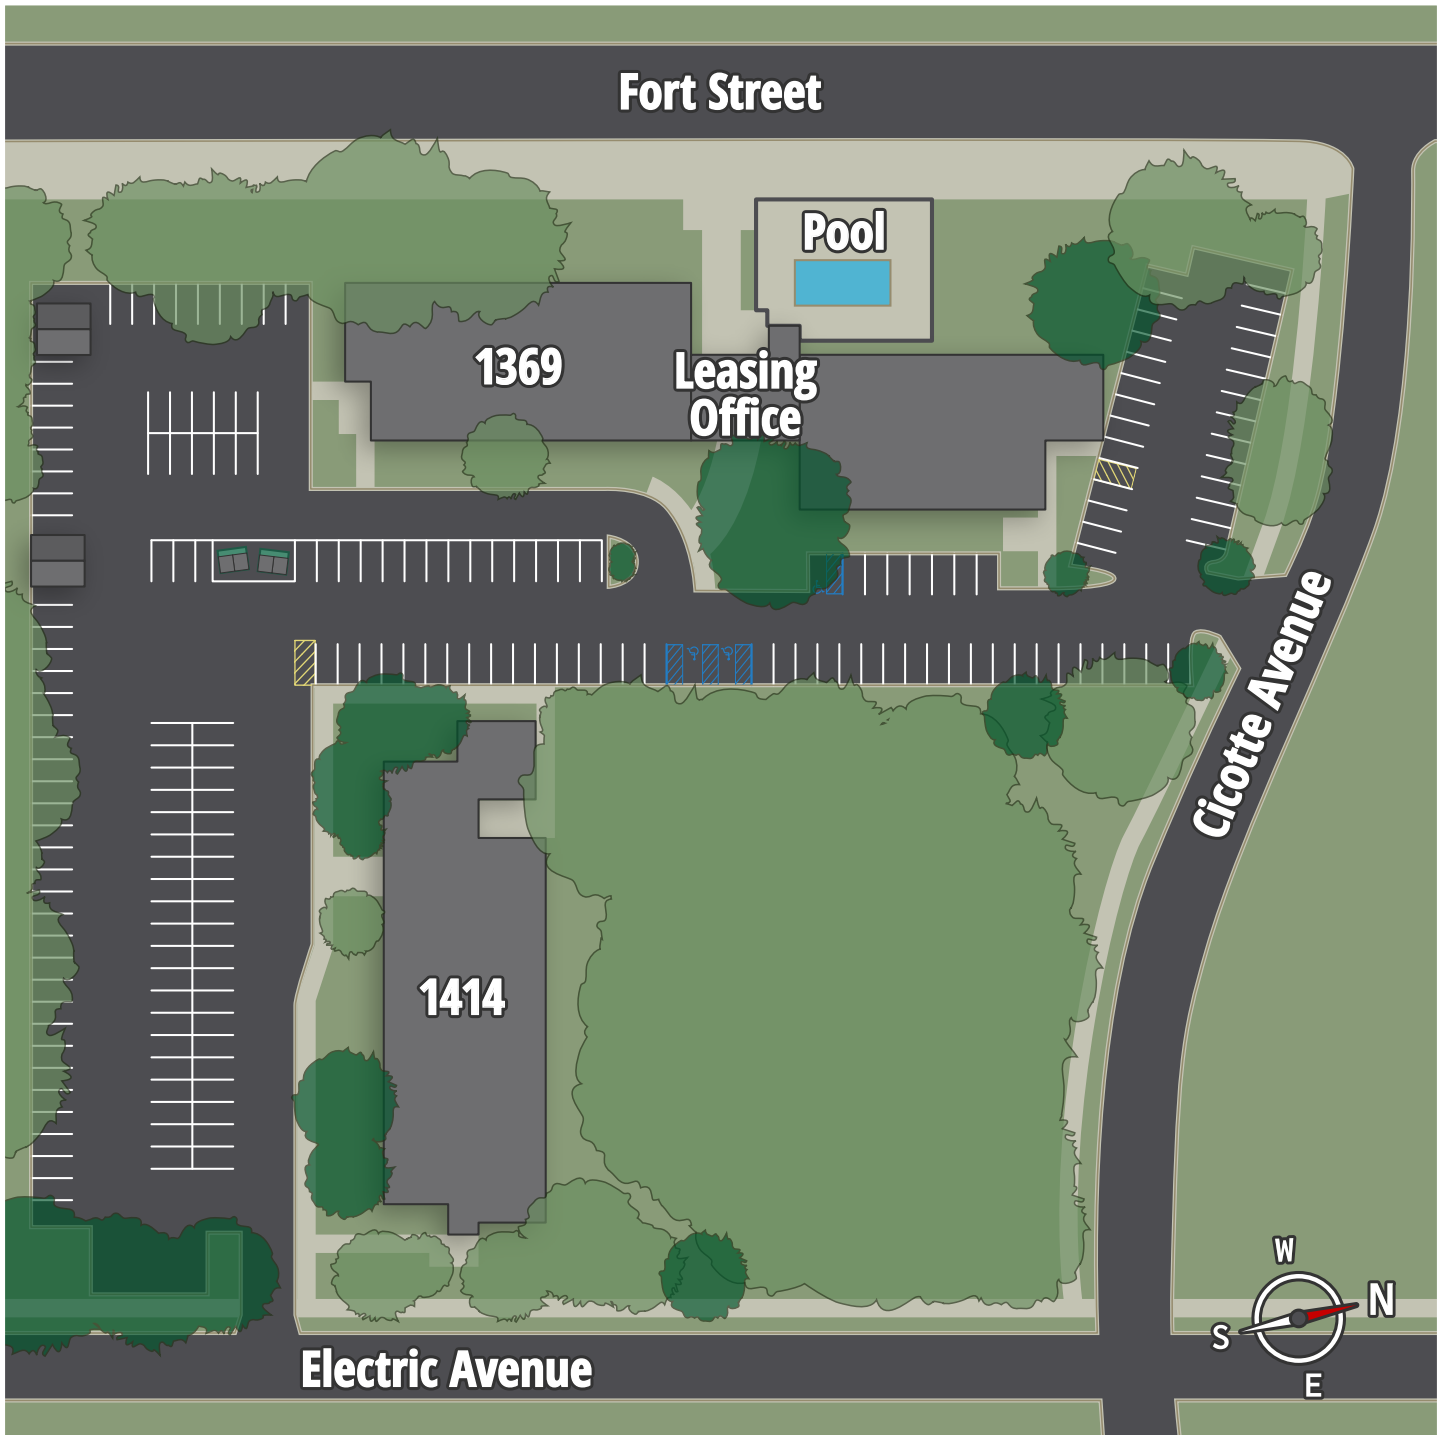 Fort Street
Pool
1369
Leasing
Office
Cicotte Avenue
1414
W
N
S
E
Electric Avenue